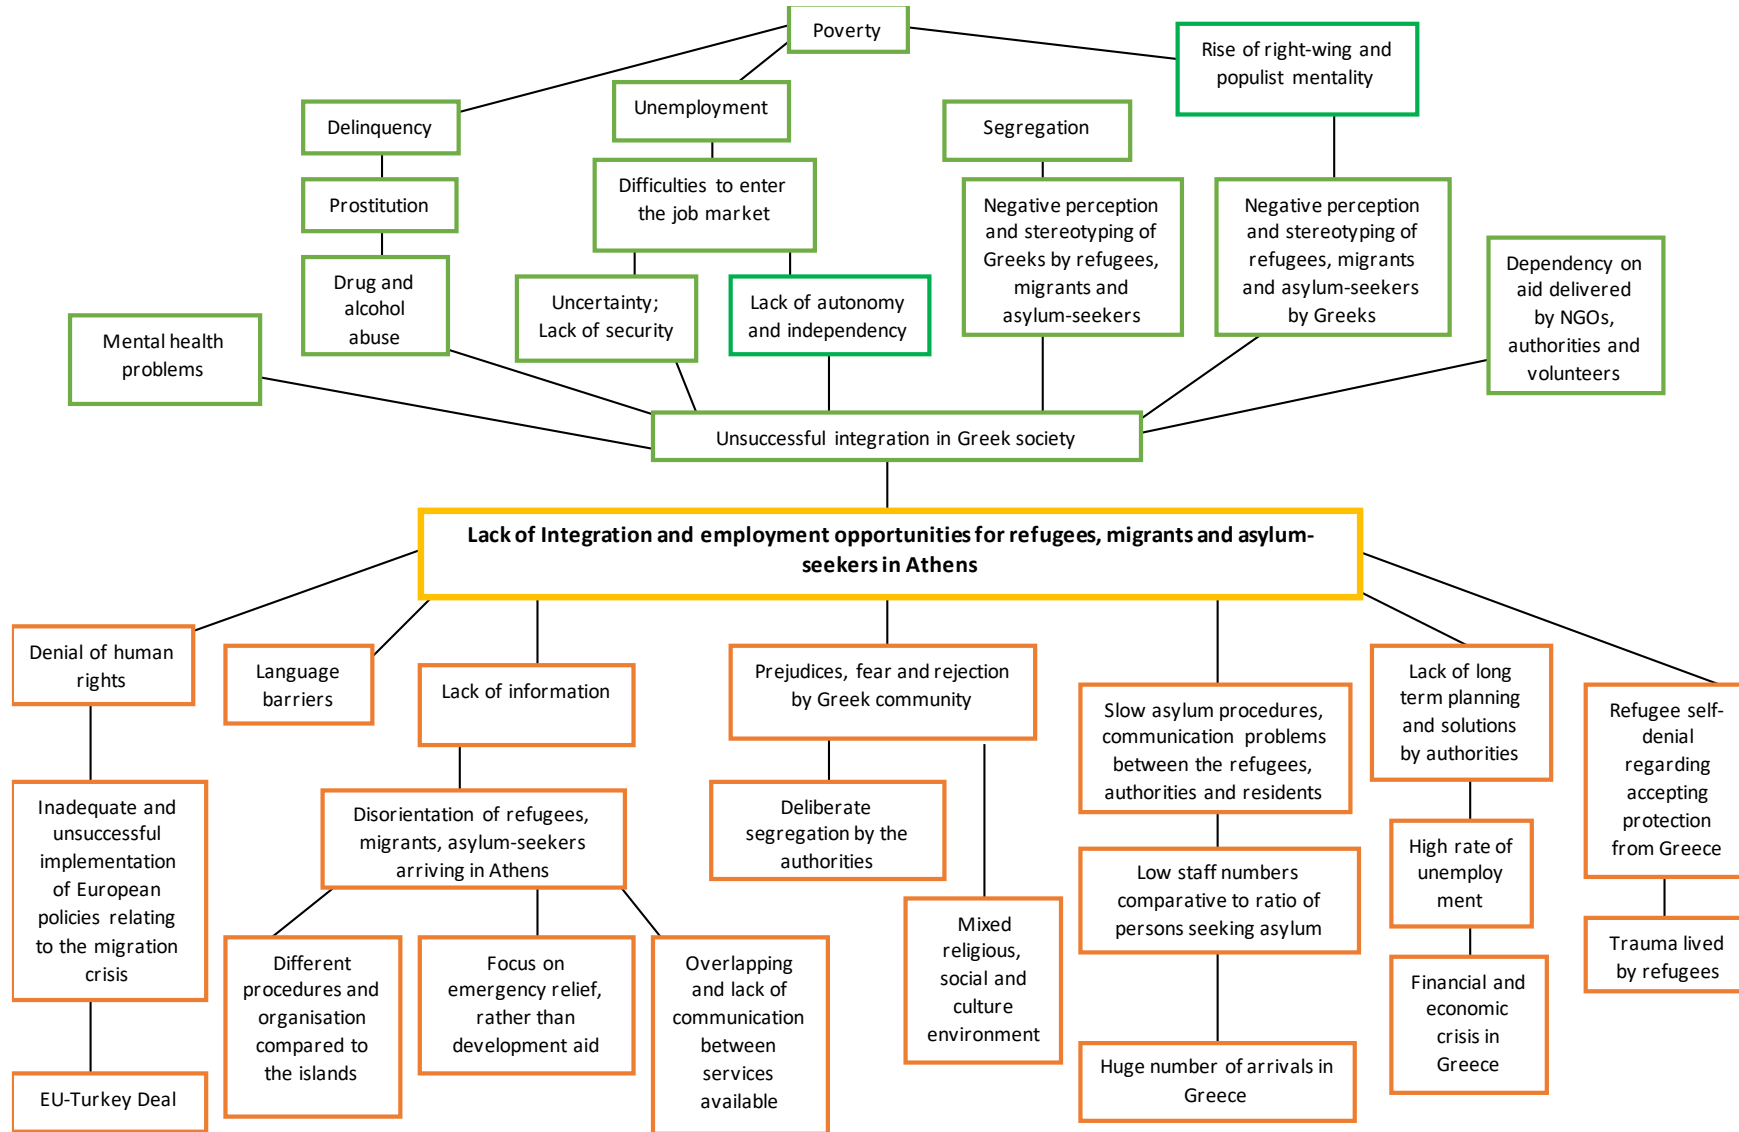 Poverty
Rise of right-wing and
populist mentality
Delinquency
Unemployment
Segregation
Prostitution
Difficulties to enter
the job market
Negative perception
and stereotyping of
Greeks by refugees,
migrants and
asylum-seekers
Negative perception
and stereotyping of
refugees, migrants
and asylum-seekers
by Greeks
Dependency on
aid delivered
by NGOs,
authorities and
volunteers
Drug and
alcohol
abuse
Uncertainty;
Lack of security
Lack of autonomy
and independency
Mental health
problems
Unsuccessful integration in Greek society
Lack of Integration and employment opportunities for refugees, migrants and asylum-
seekers in Athens
Denial of human
rights
Language
barriers
Lack of information
Prejudices, fear and rejection
by Greek community
Slow asylum procedures,
communication problems
between the refugees,
authorities and residents
Lack of long
term planning
and solutions
by authorities
Refugee self-
denial
regarding
accepting
protection
from Greece
Inadequate and
unsuccessful
implementation
of European
policies relating
to the migration
crisis
Disorientation of refugees,
migrants, asylum-seekers
arriving in Athens
Deliberate
segregation by the
authorities
Low staff numbers
comparative to ratio of
persons seeking asylum
High rate of
unemploy
ment
Mixed
religious,
social and
culture
environment
Trauma lived
by refugees
Different
procedures and
organisation
compared to
the islands
Focus on
emergency relief,
rather than
development aid
Overlapping
and lack of
communication
between
services
available
Financial and
economic
crisis in
Greece
EU-Turkey Deal
Huge number of arrivals in
Greece